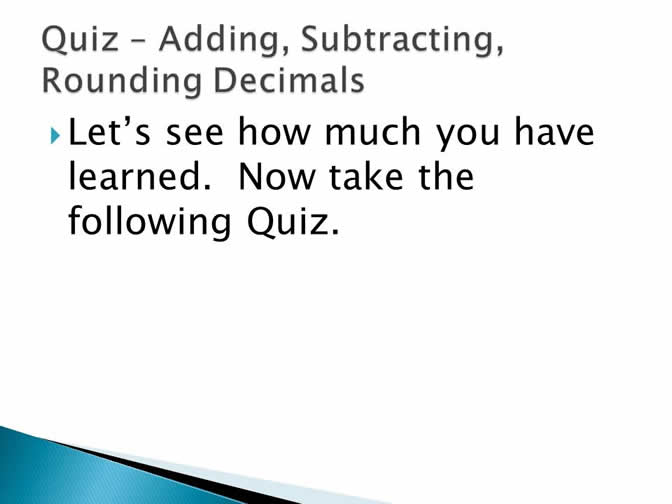 Quiz – Adding, Subtracting,
Rounding Decimals
Let’s see how much you have
learned.  Now take the
following Quiz.